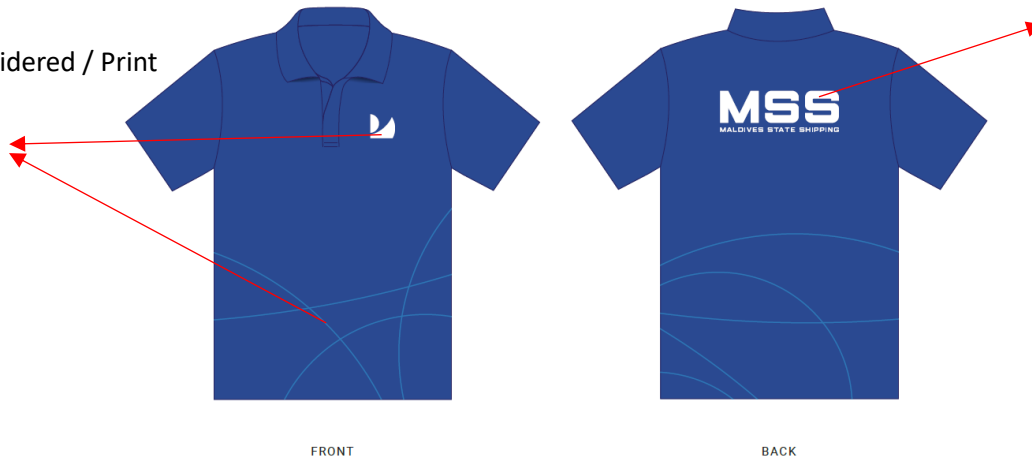 idered / Print
MSS
MALDIVES STATE SHIPPING
FRONT
BACK